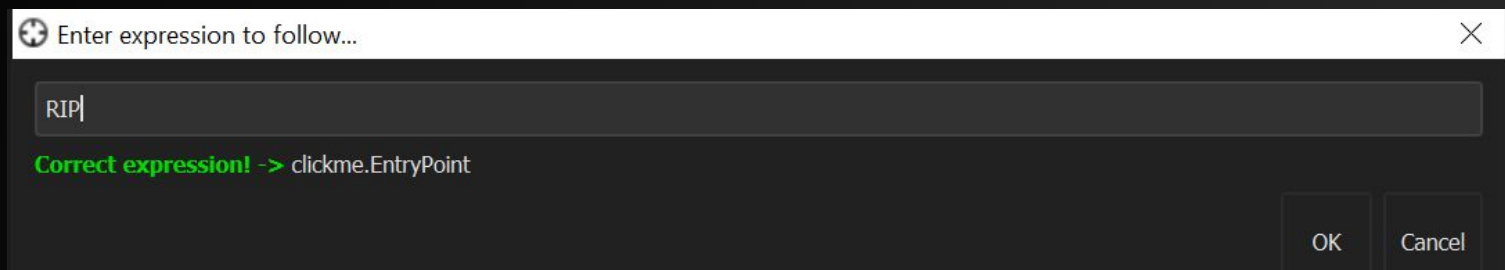 Enter expression to follow...
RIP
Correct expression! -> clickme.EntryPoint
OK Cancel